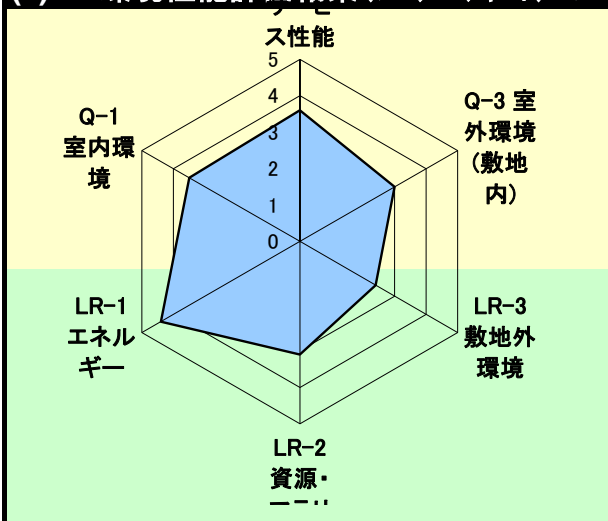 ービ
ス性能
5
4
3
2
1
0
Q-1
室内環
境
Q-3 室
外環境
(敷地
内)
LR-1
エネル
ギー
LR-3
敷地外
環境
LR-2
資源・